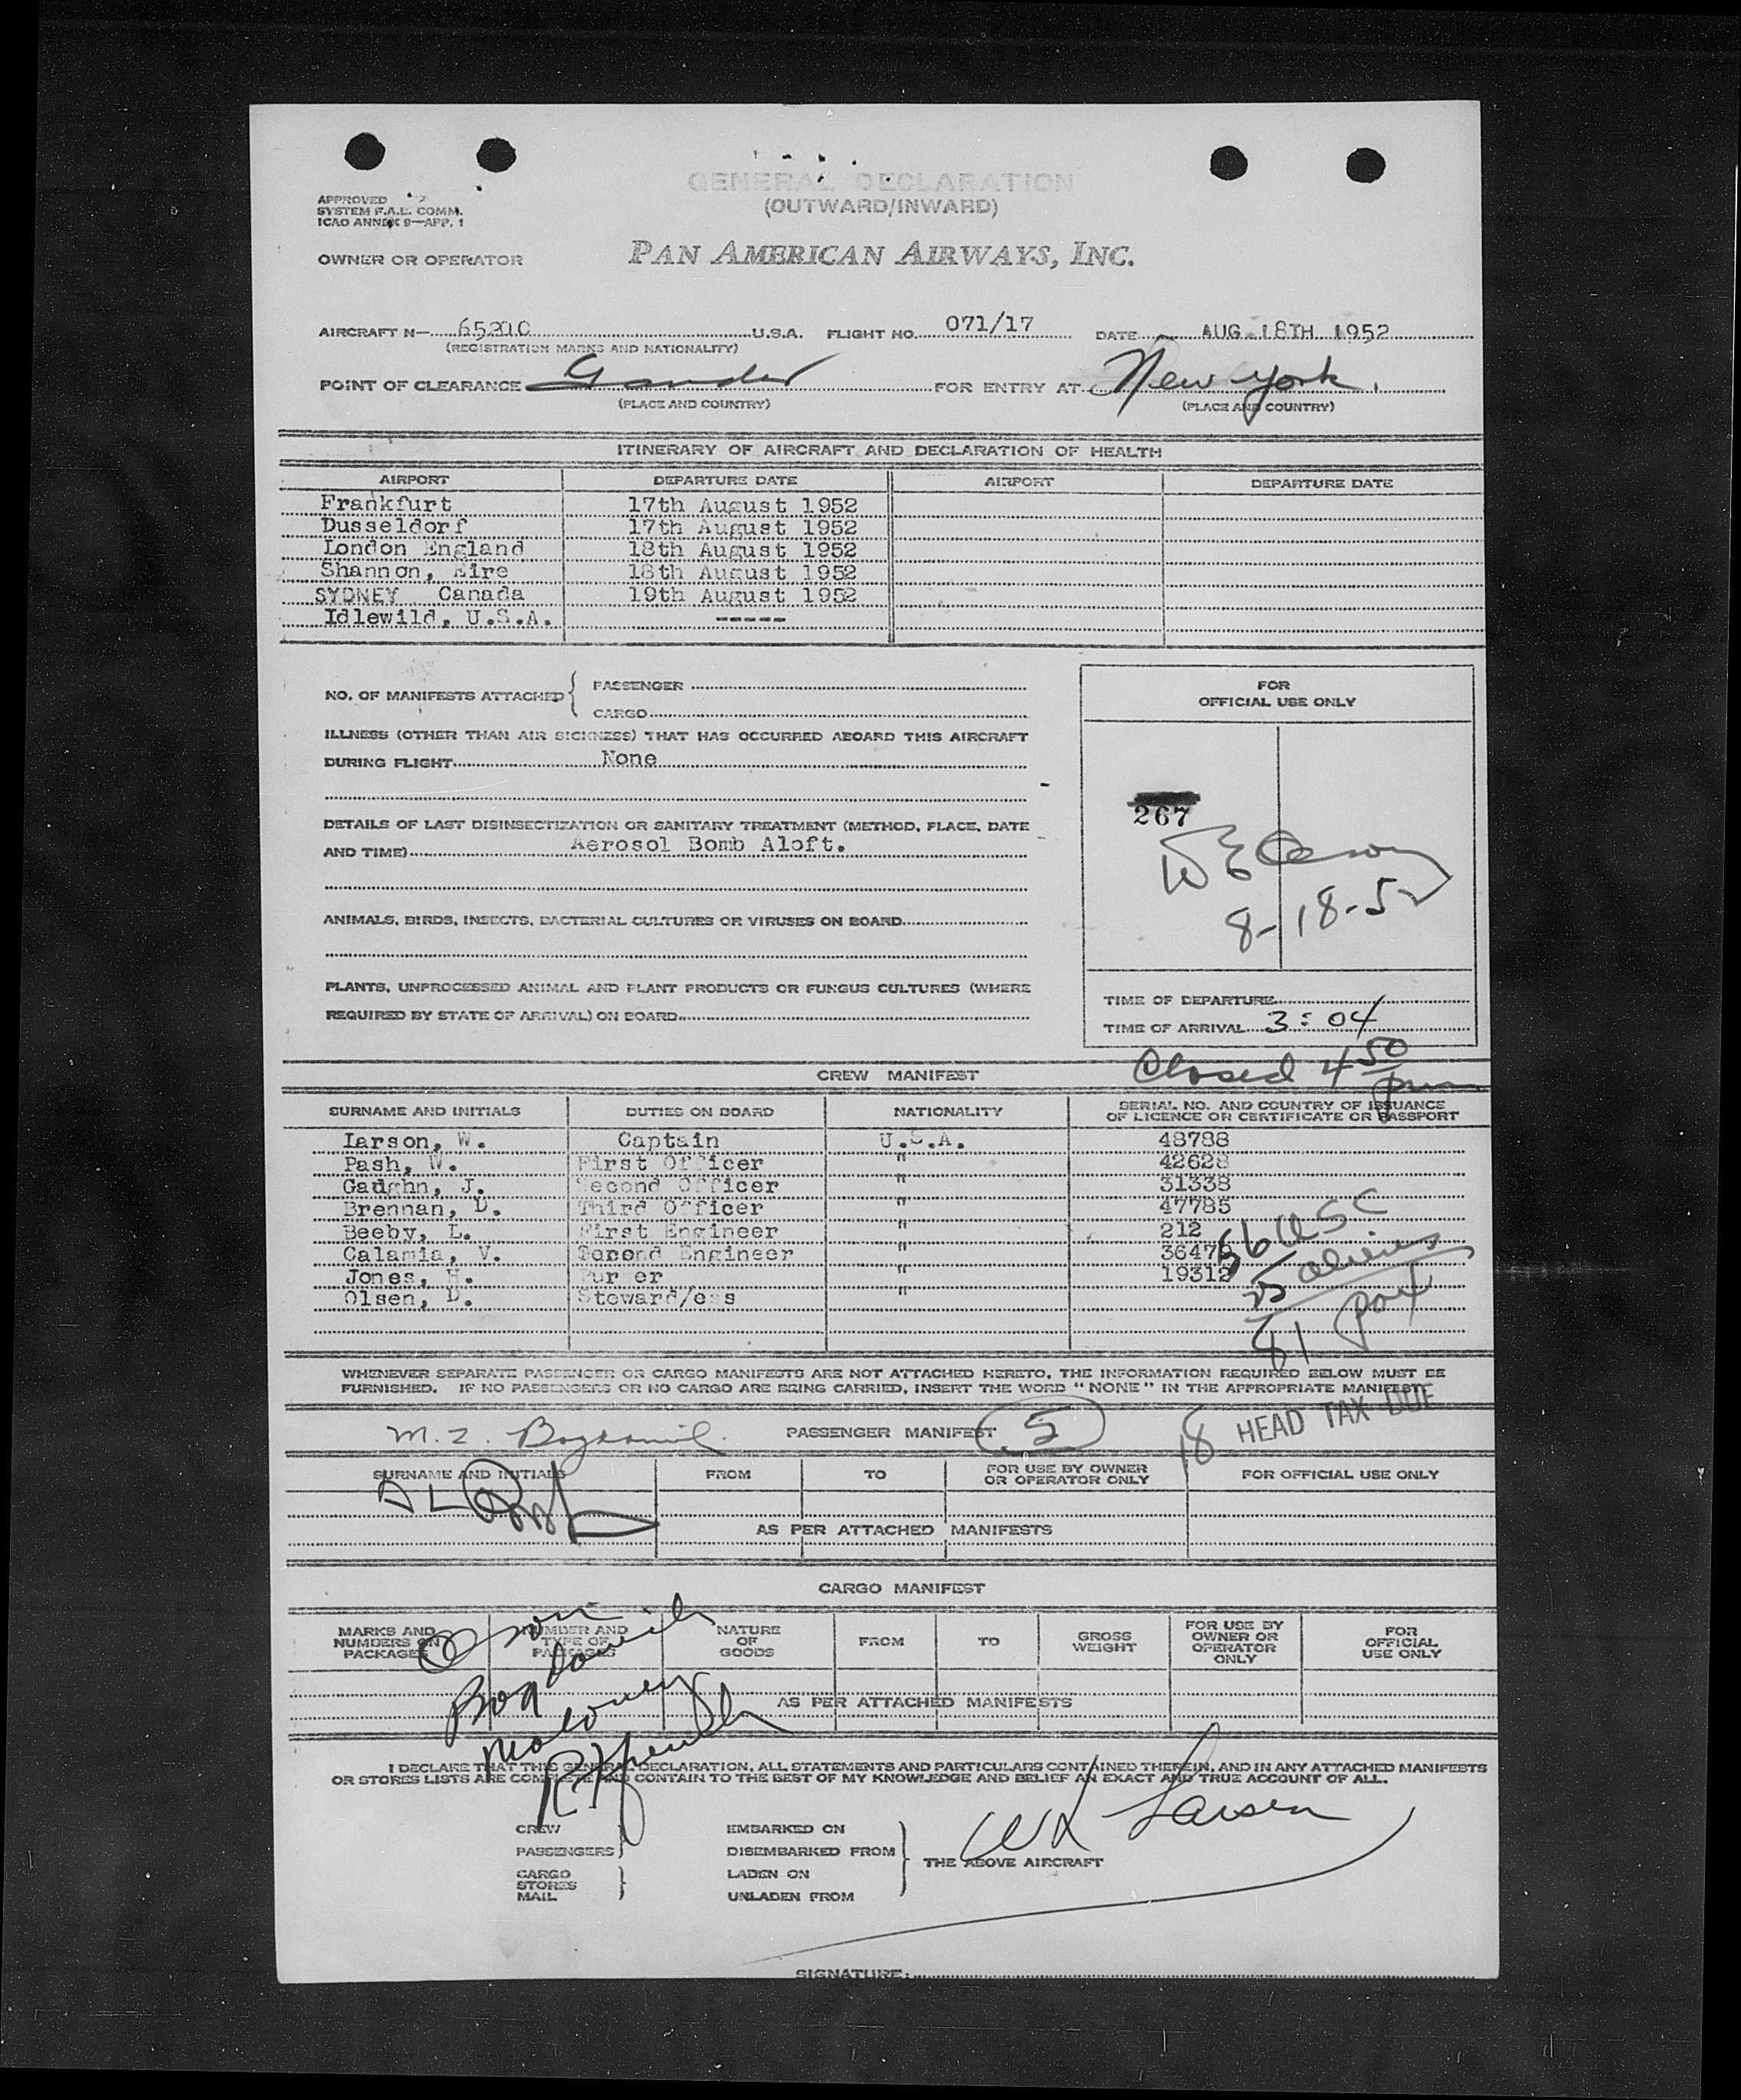 GENERAL DECLARATION
(OUTWARD/INWARD)
APPROVED
SYSTEM F.A.L. COMM.
ICAO ANNEX 9—APP. 1
OWNER OR OPERATOR PAN AMERICAN AIRWAYS, INC.
AIRCRAFT N— U.S.A. FLIGHT NO. 071/17 DATE AUG 18TH 1952
(REGISTRATION MARKS AND NATIONALITY)
POINT OF CLEARANCE Gander FOR ENTRY AT New York
(PLACE AND COUNTRY) (PLACE AND COUNTRY)
ITINERARY OF AIRCRAFT AND DECLARATION OF HEALTH
AIRPORT DEPARTURE DATE AIRPORT DEPARTURE DATE
Frankfurt 17th August 1952
Dusseldorf 17th August 1952
London England 18th August 1952
Shannon, Eire 18th August 1952
SYDNEY Canada 19th August 1952
Idlewild, U.S.A. -----
NO. OF MANIFESTS ATTACHED { PASSENGER
CARGO
FOR
OFFICIAL USE ONLY
ILLNESS (OTHER THAN AIR SICKNESS) THAT HAS OCCURRED ABOARD THIS AIRCRAFT
DURING FLIGHT None
267
DETAILS OF LAST DISINSECTIZATION OR SANITARY TREATMENT (METHOD, PLACE, DATE
AND TIME) Aerosol Bomb Aloft.
8-18-52
ANIMALS, BIRDS, INSECTS, BACTERIAL CULTURES OR VIRUSES ON BOARD
PLANTS, UNPROCESSED ANIMAL AND PLANT PRODUCTS OR FUNGUS CULTURES (WHERE
REQUIRED BY STATE OF ARRIVAL) ON BOARD
TIME OF DEPARTURE
TIME OF ARRIVAL 3:04
Closed 4 50 pm
CREW MANIFEST
SURNAME AND INITIALS DUTIES ON BOARD NATIONALITY SERIAL NO. AND COUNTRY OF ISSUANCE
OF LICENCE OR CERTIFICATE OR PASSPORT
Larson, W. Captain U.S.A. 48788
Pash, W. First Officer " 42628
Gaughn, J. Second Officer " 31338
Brennan, D. Third Officer " 47785
Beeby, L. First Engineer " 212
Calamia, V. Second Engineer " 36479
Jones, H. Purser " 19312
Olsen, D. Steward/ess "
56 USC
25 aliens
81 pax
WHENEVER SEPARATE PASSENGER OR CARGO MANIFESTS ARE NOT ATTACHED HERETO, THE INFORMATION REQUIRED BELOW MUST BE
FURNISHED. IF NO PASSENGERS OR NO CARGO ARE BEING CARRIED, INSERT THE WORD "NONE" IN THE APPROPRIATE MANIFESTS
PASSENGER MANIFEST 5 18 HEAD TAX DUE
SURNAME AND INITIALS FROM TO FOR USE BY OWNER
OR OPERATOR ONLY FOR OFFICIAL USE ONLY
AS PER ATTACHED MANIFESTS
CARGO MANIFEST
MARKS AND
NUMBERS ON
PACKAGES NUMBER AND
TYPE OF
PACKAGES NATURE
OF
GOODS FROM TO GROSS
WEIGHT FOR USE BY
OWNER OR
OPERATOR
ONLY FOR
OFFICIAL
USE ONLY
AS PER ATTACHED MANIFESTS
I DECLARE THAT THIS GENERAL DECLARATION, ALL STATEMENTS AND PARTICULARS CONTAINED THEREIN, AND IN ANY ATTACHED MANIFESTS
OR STORES LISTS ARE COMPLETE AND CONTAIN TO THE BEST OF MY KNOWLEDGE AND BELIEF AN EXACT AND TRUE ACCOUNT OF ALL.
Larsen
CREW EMBARKED ON
PASSENGERS DISEMBARKED FROM THE ABOVE AIRCRAFT
CARGO
STORES LADEN ON
MAIL UNLADEN FROM
SIGNATURE: